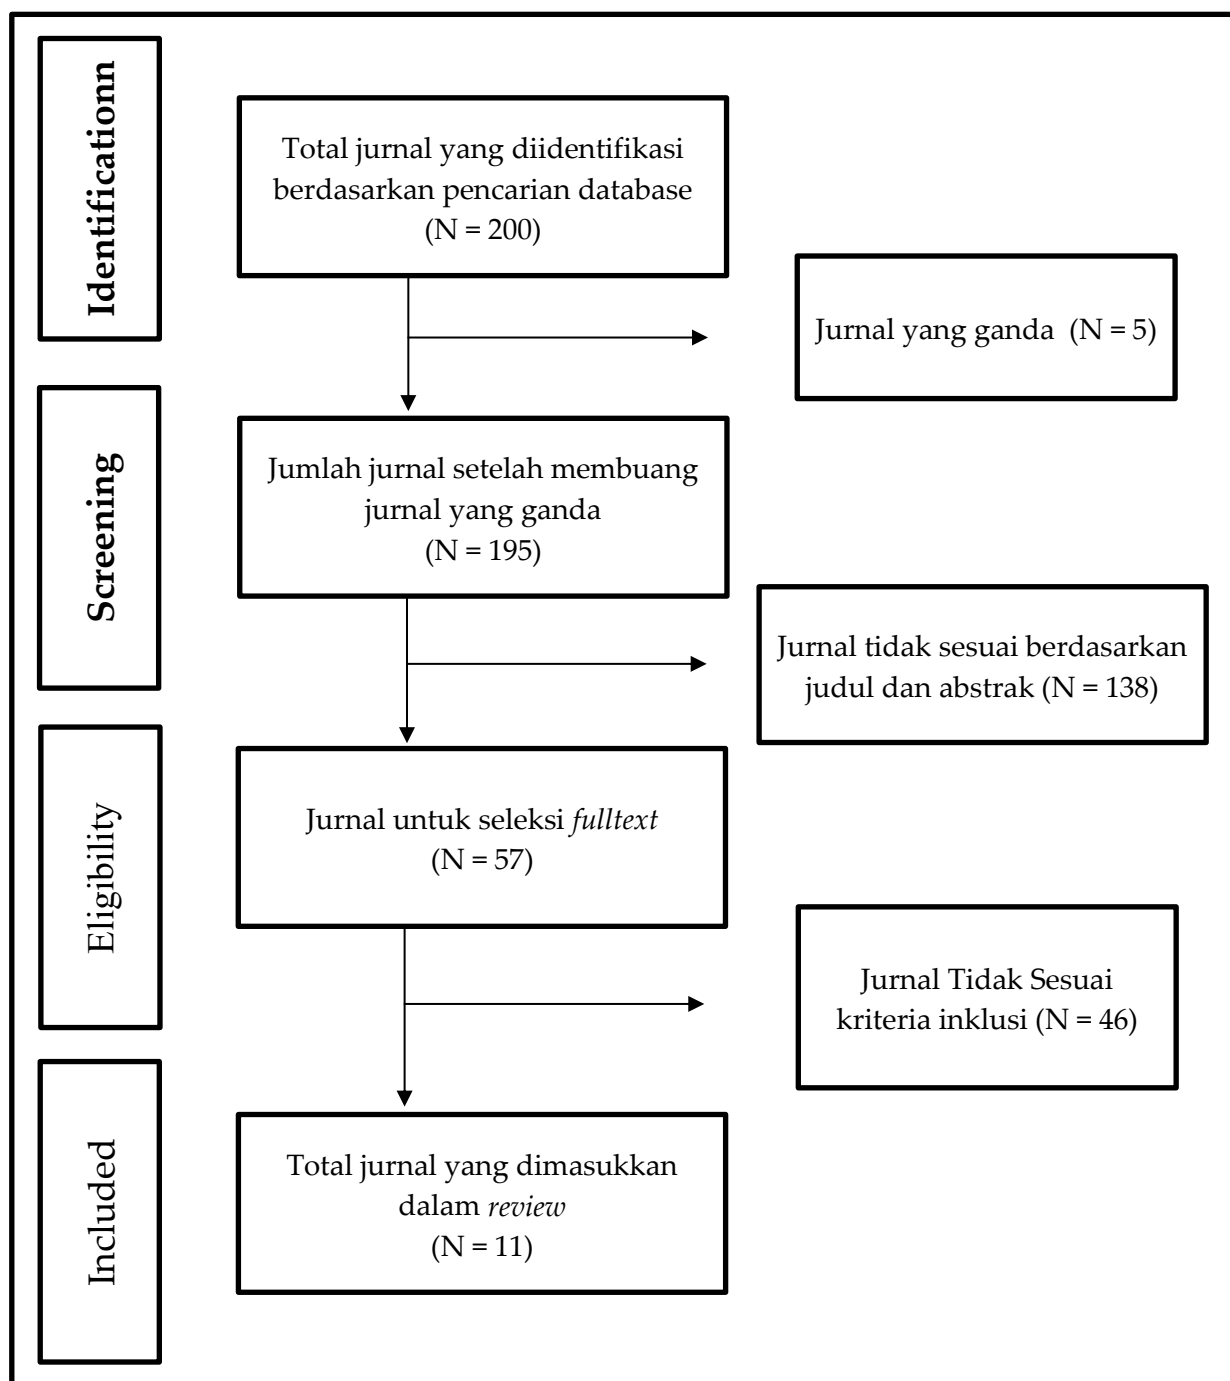 Identificationn
Total jurnal yang diidentifikasi
berdasarkan pencarian database
(N = 200)
Jurnal yang ganda  (N = 5)
Screening
Jumlah jurnal setelah membuang
jurnal yang ganda
(N = 195)
Jurnal tidak sesuai berdasarkan
judul dan abstrak (N = 138)
Eligibility
Jurnal untuk seleksi fulltext
(N = 57)
Jurnal Tidak Sesuai
kriteria inklusi (N = 46)
Included
Total jurnal yang dimasukkan
dalam review
(N = 11)